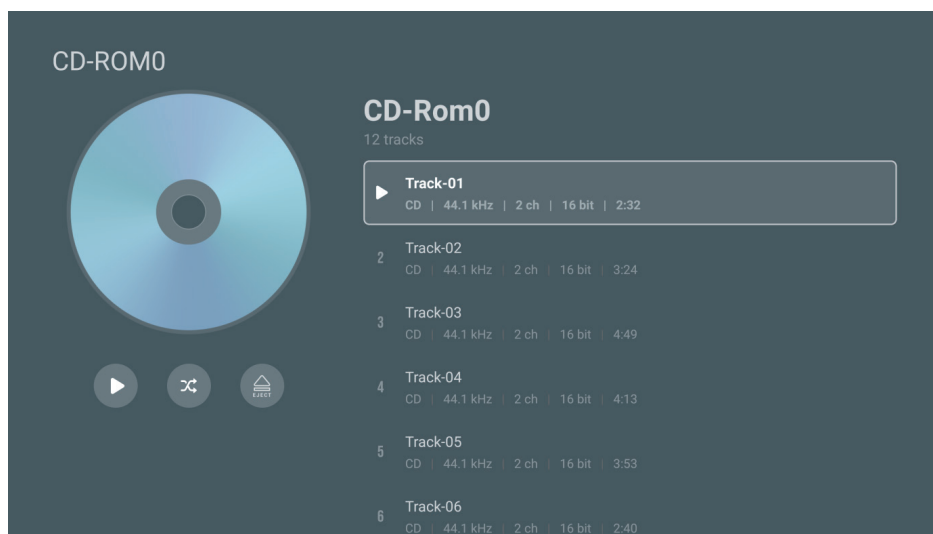 CD-ROM0
CD-Rom0
12 tracks
Track-01
CD | 44.1 kHz | 2 ch | 16 bit | 2:32
2
Track-02
CD | 44.1 kHz | 2 ch | 16 bit | 3:24
3
Track-03
CD | 44.1 kHz | 2 ch | 16 bit | 4:49
4
Track-04
CD | 44.1 kHz | 2 ch | 16 bit | 4:13
EJECT
5
Track-05
CD | 44.1 kHz | 2 ch | 16 bit | 3:53
6
Track-06
CD | 44.1 kHz | 2 ch | 16 bit | 2:40